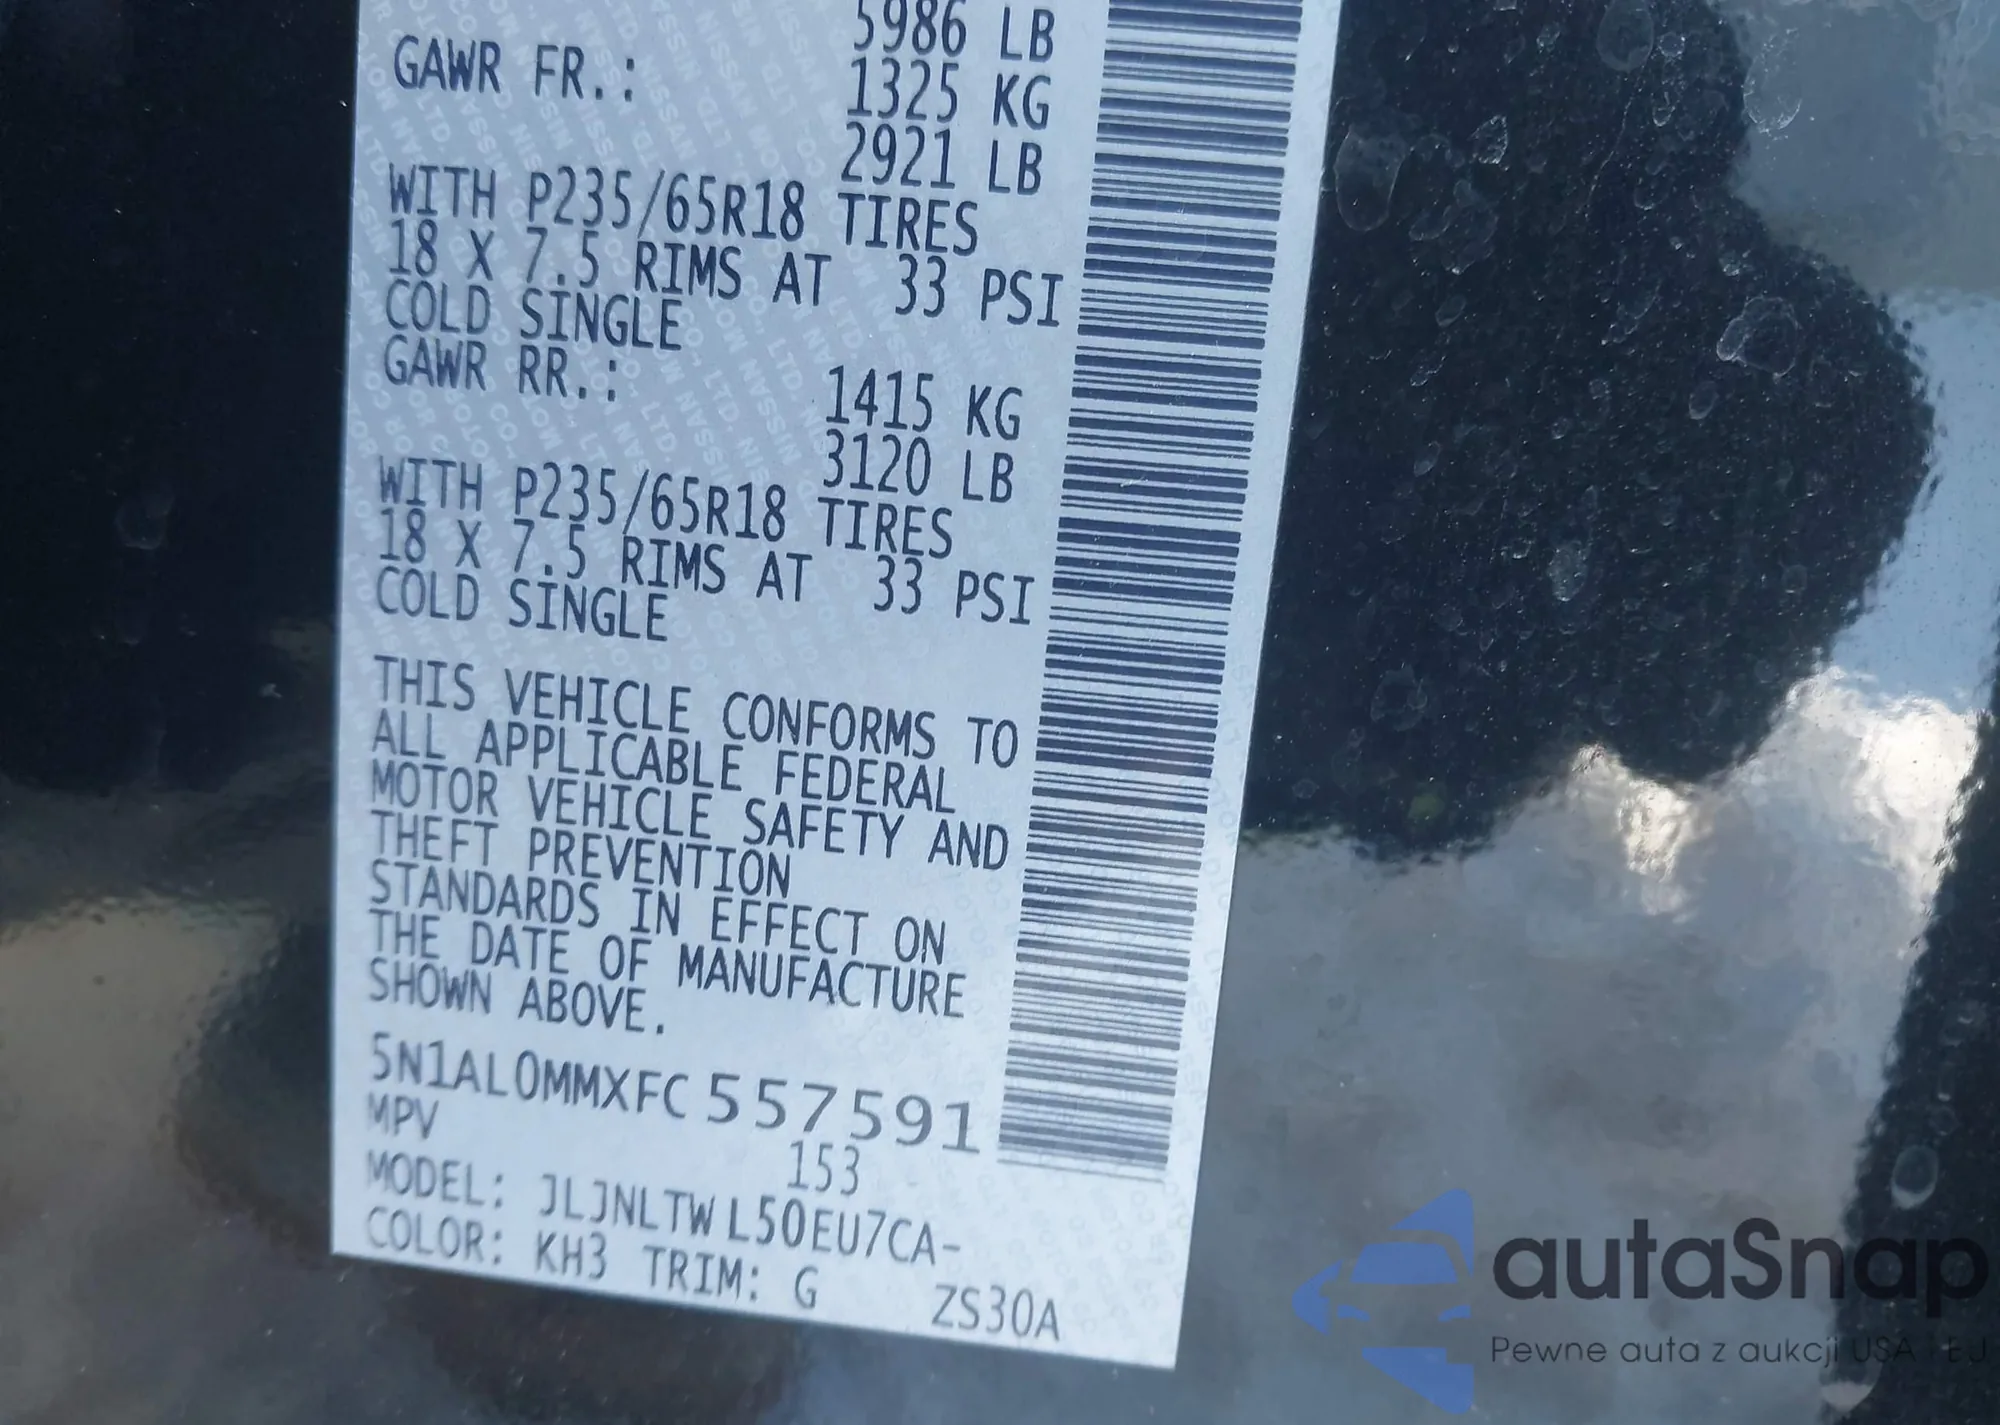 5986 LB
GAWR FR.: 1325 KG
2921 LB
WITH P235/65R18 TIRES
18 X 7.5 RIMS AT 33 PSI
COLD SINGLE
GAWR RR.: 1415 KG
3120 LB
WITH P235/65R18 TIRES
18 X 7.5 RIMS AT 33 PSI
COLD SINGLE
THIS VEHICLE CONFORMS TO
ALL APPLICABLE FEDERAL
MOTOR VEHICLE SAFETY AND
THEFT PREVENTION
STANDARDS IN EFFECT ON
THE DATE OF MANUFACTURE
SHOWN ABOVE.
5N1AL0MMXFC557591
MPV 153
MODEL: JLJNLTWL50EU7CA-
COLOR: KH3 TRIM: G ZS30A
autaSnap
Pewne auta z aukcji USA - EU